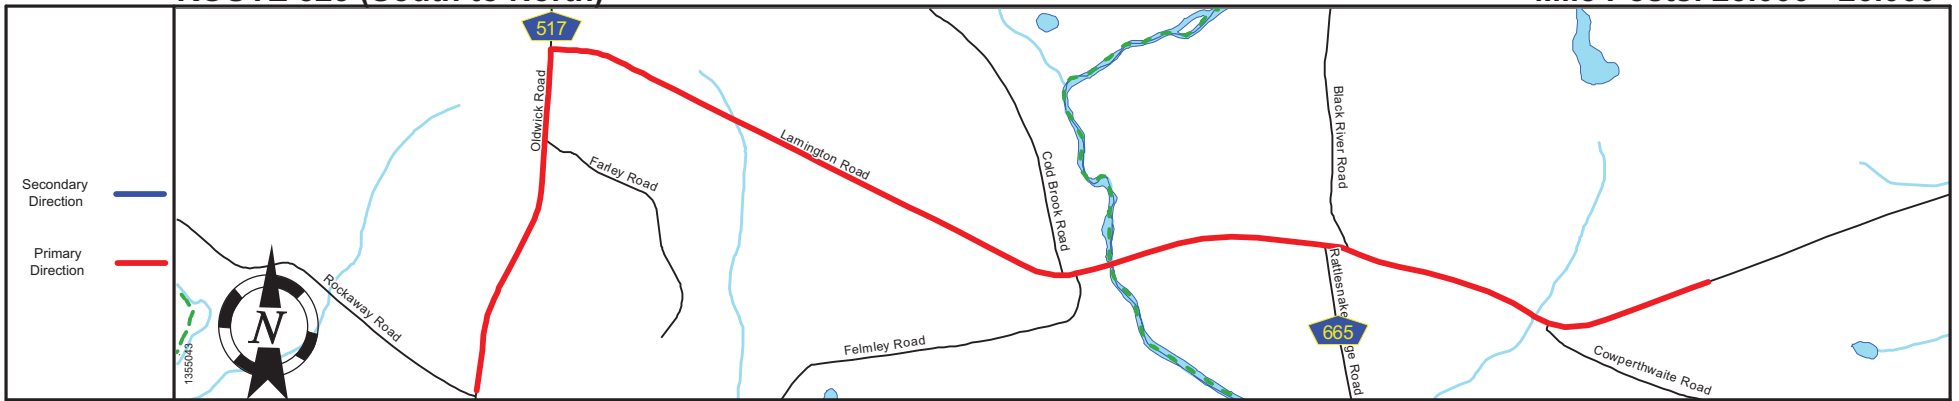 517
Oldwick Road
Farley Road
Lamington Road
Cold Brook Road
Black River Road
Secondary
Direction
Primary
Direction
Rockaway Road
N
1355043
Felmley Road
Rattlesnake
665
Road
Cowperthwaite Road